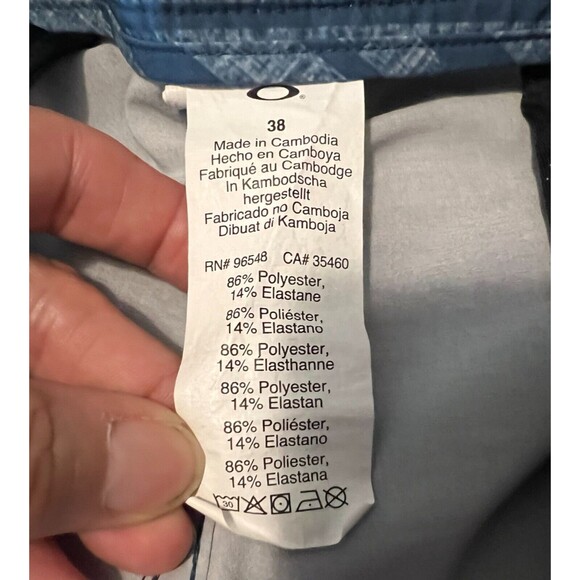 38
Made in Cambodia
Hecho en Camboya
Fabriqué au Cambodge
In Kambodscha
hergestellt
Fabricado no Camboja
Dibuat di Kamboja
RN# 96548 CA# 35460
86% Polyester,
14% Elastane
86% Poliéster,
14% Elastano
86% Polyester,
14% Élasthanne
86% Polyester,
14% Elastan
86% Poliéster,
14% Elastano
86% Poliester,
14% Elastana
30